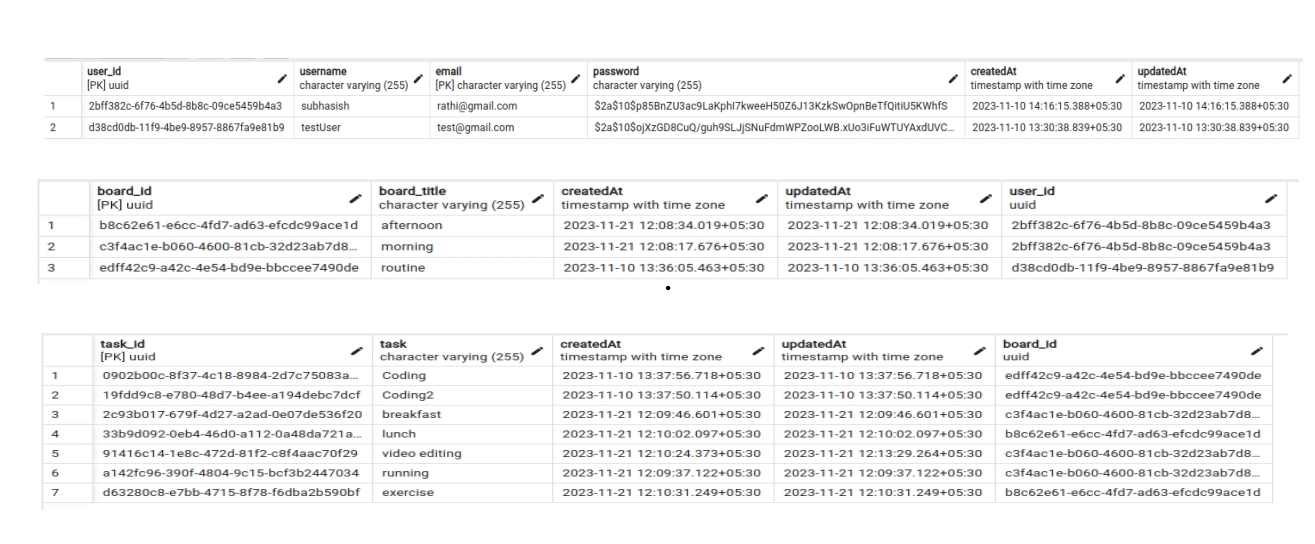 user_id username email password createdAt updatedAt
[PK] uuid character varying (255) [PK] character varying (255) character varying (255) timestamp with time zone timestamp with time zone
1 2bff382c-6f76-4b5d-8b8c-09ce5459b4a3 subhasish rathi@gmail.com $2a$10$p85BnZU3ac9LaKphI7kweeH50Z6J13KzkSwOpnBeTfQitiU5KWhfS 2023-11-10 14:16:15.388+05:30 2023-11-10 14:16:15.388+05:30
2 d38cd0db-11f9-4be9-8957-8867fa9e81b9 testUser test@gmail.com $2a$10$ojXzGD8CuQ/guh9SLJjSNuFdmWPZooLWB.xUo3iFuWTUYAxdUVC... 2023-11-10 13:30:38.839+05:30 2023-11-10 13:30:38.839+05:30
board_id board_title createdAt updatedAt user_id
[PK] uuid character varying (255) timestamp with time zone timestamp with time zone uuid
1 b8c62e61-e6cc-4fd7-ad63-efcdc99ace1d afternoon 2023-11-21 12:08:34.019+05:30 2023-11-21 12:08:34.019+05:30 2bff382c-6f76-4b5d-8b8c-09ce5459b4a3
2 c3f4ac1e-b060-4600-81cb-32d23ab7d8... morning 2023-11-21 12:08:17.676+05:30 2023-11-21 12:08:17.676+05:30 2bff382c-6f76-4b5d-8b8c-09ce5459b4a3
3 edff42c9-a42c-4e54-bd9e-bbccee7490de routine 2023-11-10 13:36:05.463+05:30 2023-11-10 13:36:05.463+05:30 d38cd0db-11f9-4be9-8957-8867fa9e81b9
task_id task createdAt updatedAt board_id
[PK] uuid character varying (255) timestamp with time zone timestamp with time zone uuid
1 0902b00c-8f37-4c18-8984-2d7c75083a... Coding 2023-11-10 13:37:56.718+05:30 2023-11-10 13:37:56.718+05:30 edff42c9-a42c-4e54-bd9e-bbccee7490de
2 19fdd9c8-e780-48d7-b4ee-a194debc7dcf Coding2 2023-11-10 13:37:50.114+05:30 2023-11-10 13:37:50.114+05:30 edff42c9-a42c-4e54-bd9e-bbccee7490de
3 2c93b017-679f-4d27-a2ad-0e07de536f20 breakfast 2023-11-21 12:09:46.601+05:30 2023-11-21 12:09:46.601+05:30 c3f4ac1e-b060-4600-81cb-32d23ab7d8...
4 33b9d092-0eb4-46d0-a112-0a48da721a... lunch 2023-11-21 12:10:02.097+05:30 2023-11-21 12:10:02.097+05:30 b8c62e61-e6cc-4fd7-ad63-efcdc99ace1d
5 91416c14-1e8c-472d-81f2-c8f4aac70f29 video editing 2023-11-21 12:10:24.373+05:30 2023-11-21 12:13:29.264+05:30 c3f4ac1e-b060-4600-81cb-32d23ab7d8...
6 a142fc96-390f-4804-9c15-bcf3b2447034 running 2023-11-21 12:09:37.122+05:30 2023-11-21 12:09:37.122+05:30 c3f4ac1e-b060-4600-81cb-32d23ab7d8...
7 d63280c8-e7bb-4715-8f78-f6dba2b590bf exercise 2023-11-21 12:10:31.249+05:30 2023-11-21 12:10:31.249+05:30 b8c62e61-e6cc-4fd7-ad63-efcdc99ace1d